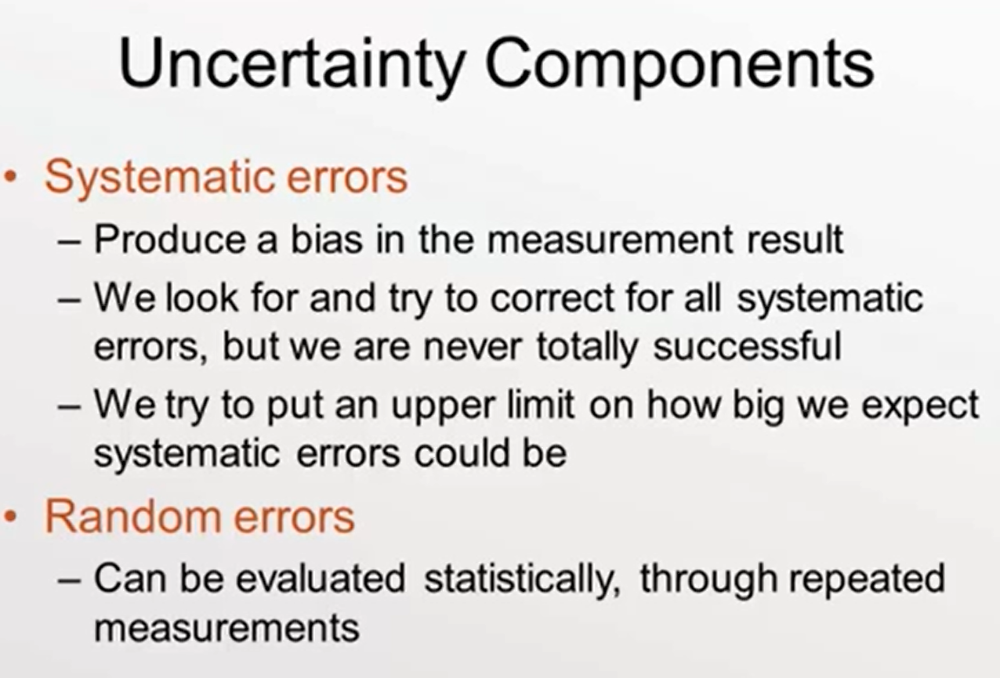 Uncertainty Components
• Systematic errors
– Produce a bias in the measurement result
– We look for and try to correct for all systematic
errors, but we are never totally successful
– We try to put an upper limit on how big we expect
systematic errors could be
• Random errors
– Can be evaluated statistically, through repeated
measurements